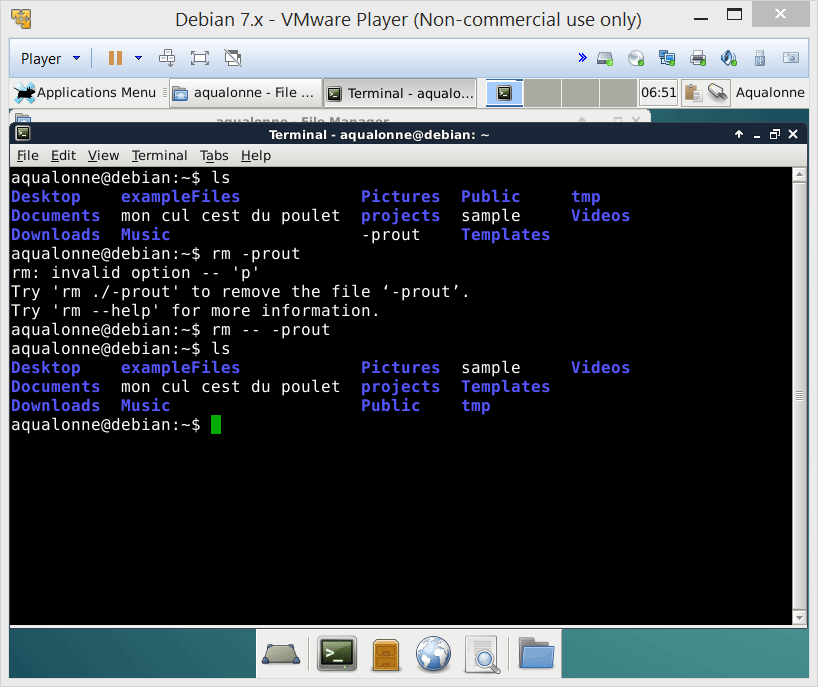 Debian 7.x - VMware Player (Non-commercial use only)
Player
Applications Menu aqualonne - File ... Terminal - aqualo... 06:51 Aqualonne
aqualonne - File Manager
Terminal - aqualonne@debian: ~
File Edit View Terminal Tabs Help
aqualonne@debian:~$ ls
Desktop exampleFiles Pictures Public tmp
Documents mon cul cest du poulet projects sample Videos
Downloads Music -prout Templates
aqualonne@debian:~$ rm -prout
rm: invalid option -- 'p'
Try 'rm ./-prout' to remove the file ‘-prout’.
Try 'rm --help' for more information.
aqualonne@debian:~$ rm -- -prout
aqualonne@debian:~$ ls
Desktop exampleFiles Pictures sample Videos
Documents mon cul cest du poulet projects Templates
Downloads Music Public tmp
aqualonne@debian:~$